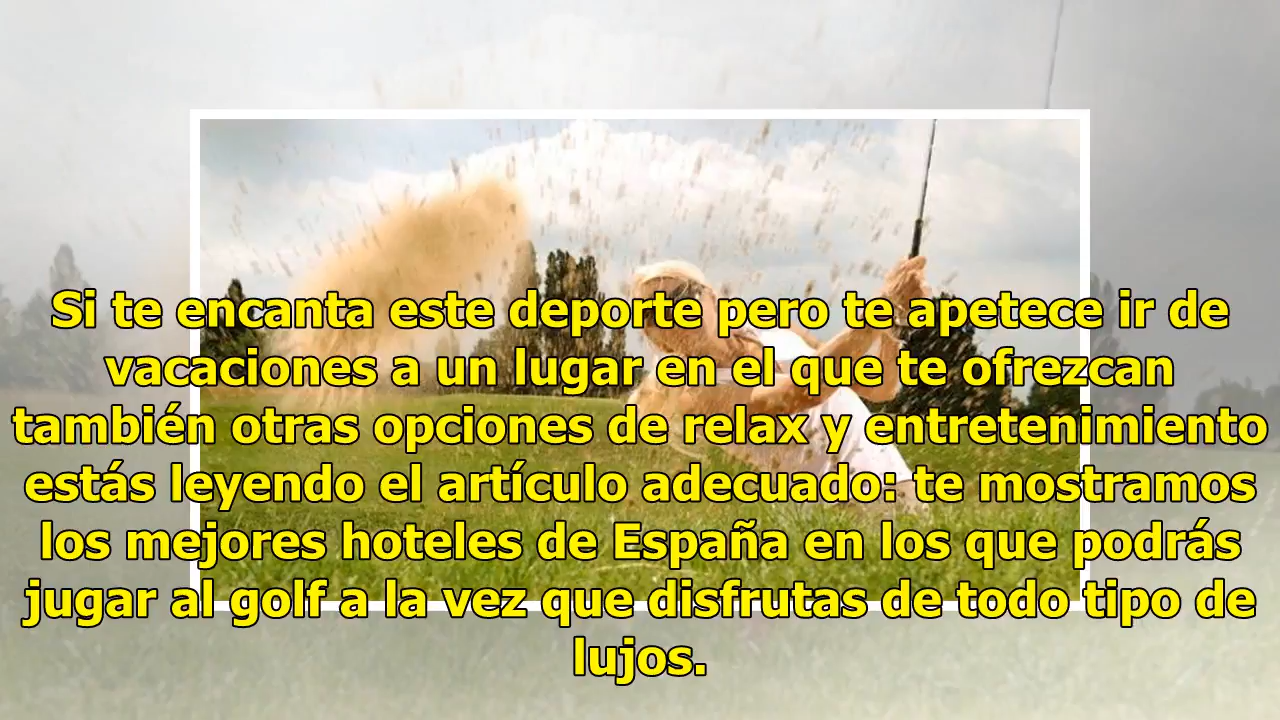 Si te encanta este deporte pero te apetece ir de
vacaciones a un lugar en el que te ofrezcan
también otras opciones de relax y entretenimiento
estás leyendo el artículo adecuado: te mostramos
los mejores hoteles de España en los que podrás
jugar al golf a la vez que disfrutas de todo tipo de
lujos.